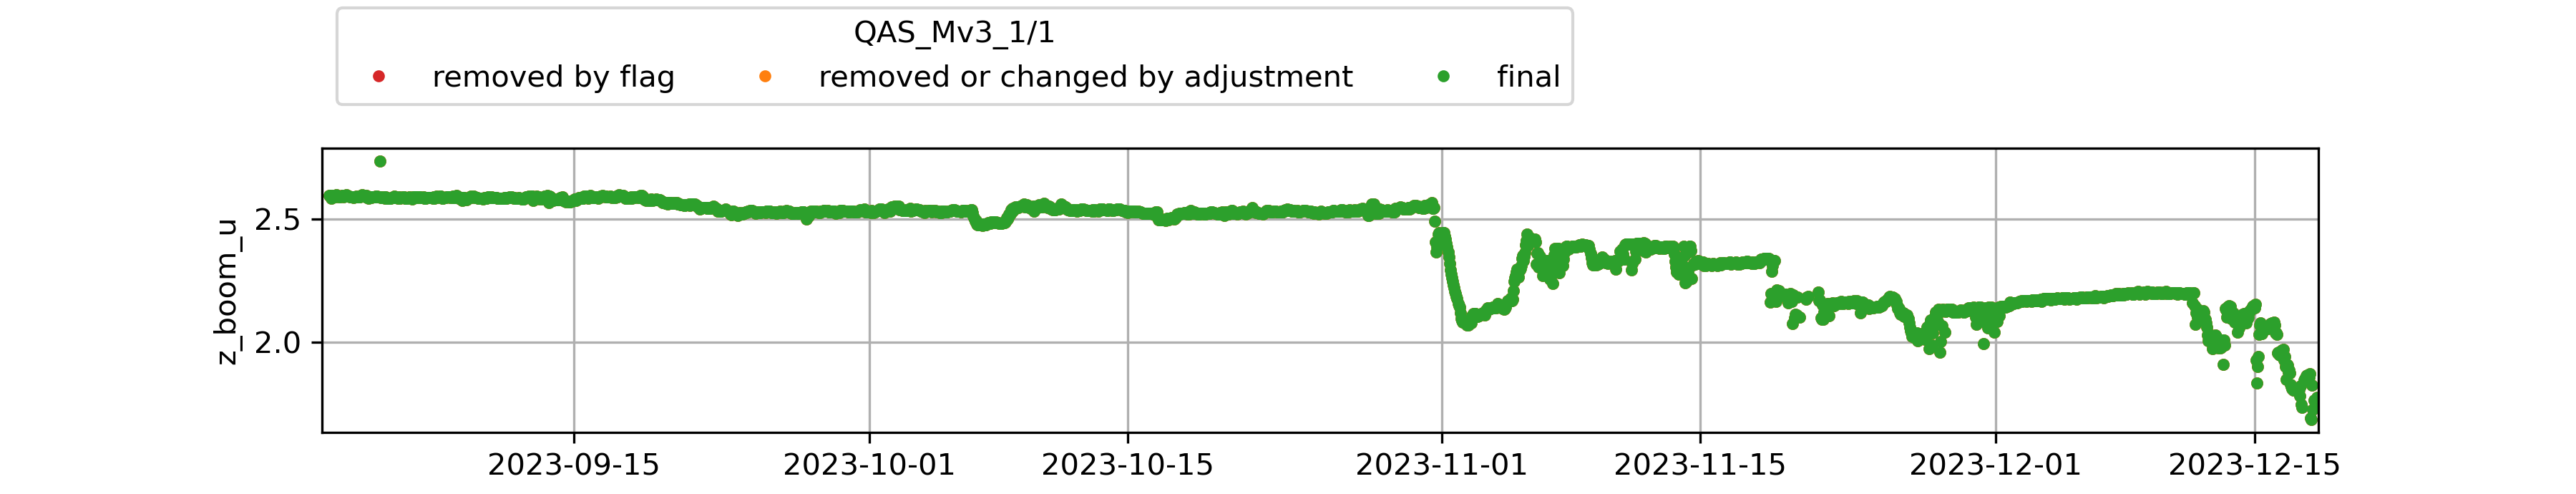 QAS_Mv3_1/1
removed by flag removed or changed by adjustment final
z_boom_u
2.5
2.0
2023-09-15 2023-10-01 2023-10-15 2023-11-01 2023-11-15 2023-12-01 2023-12-15